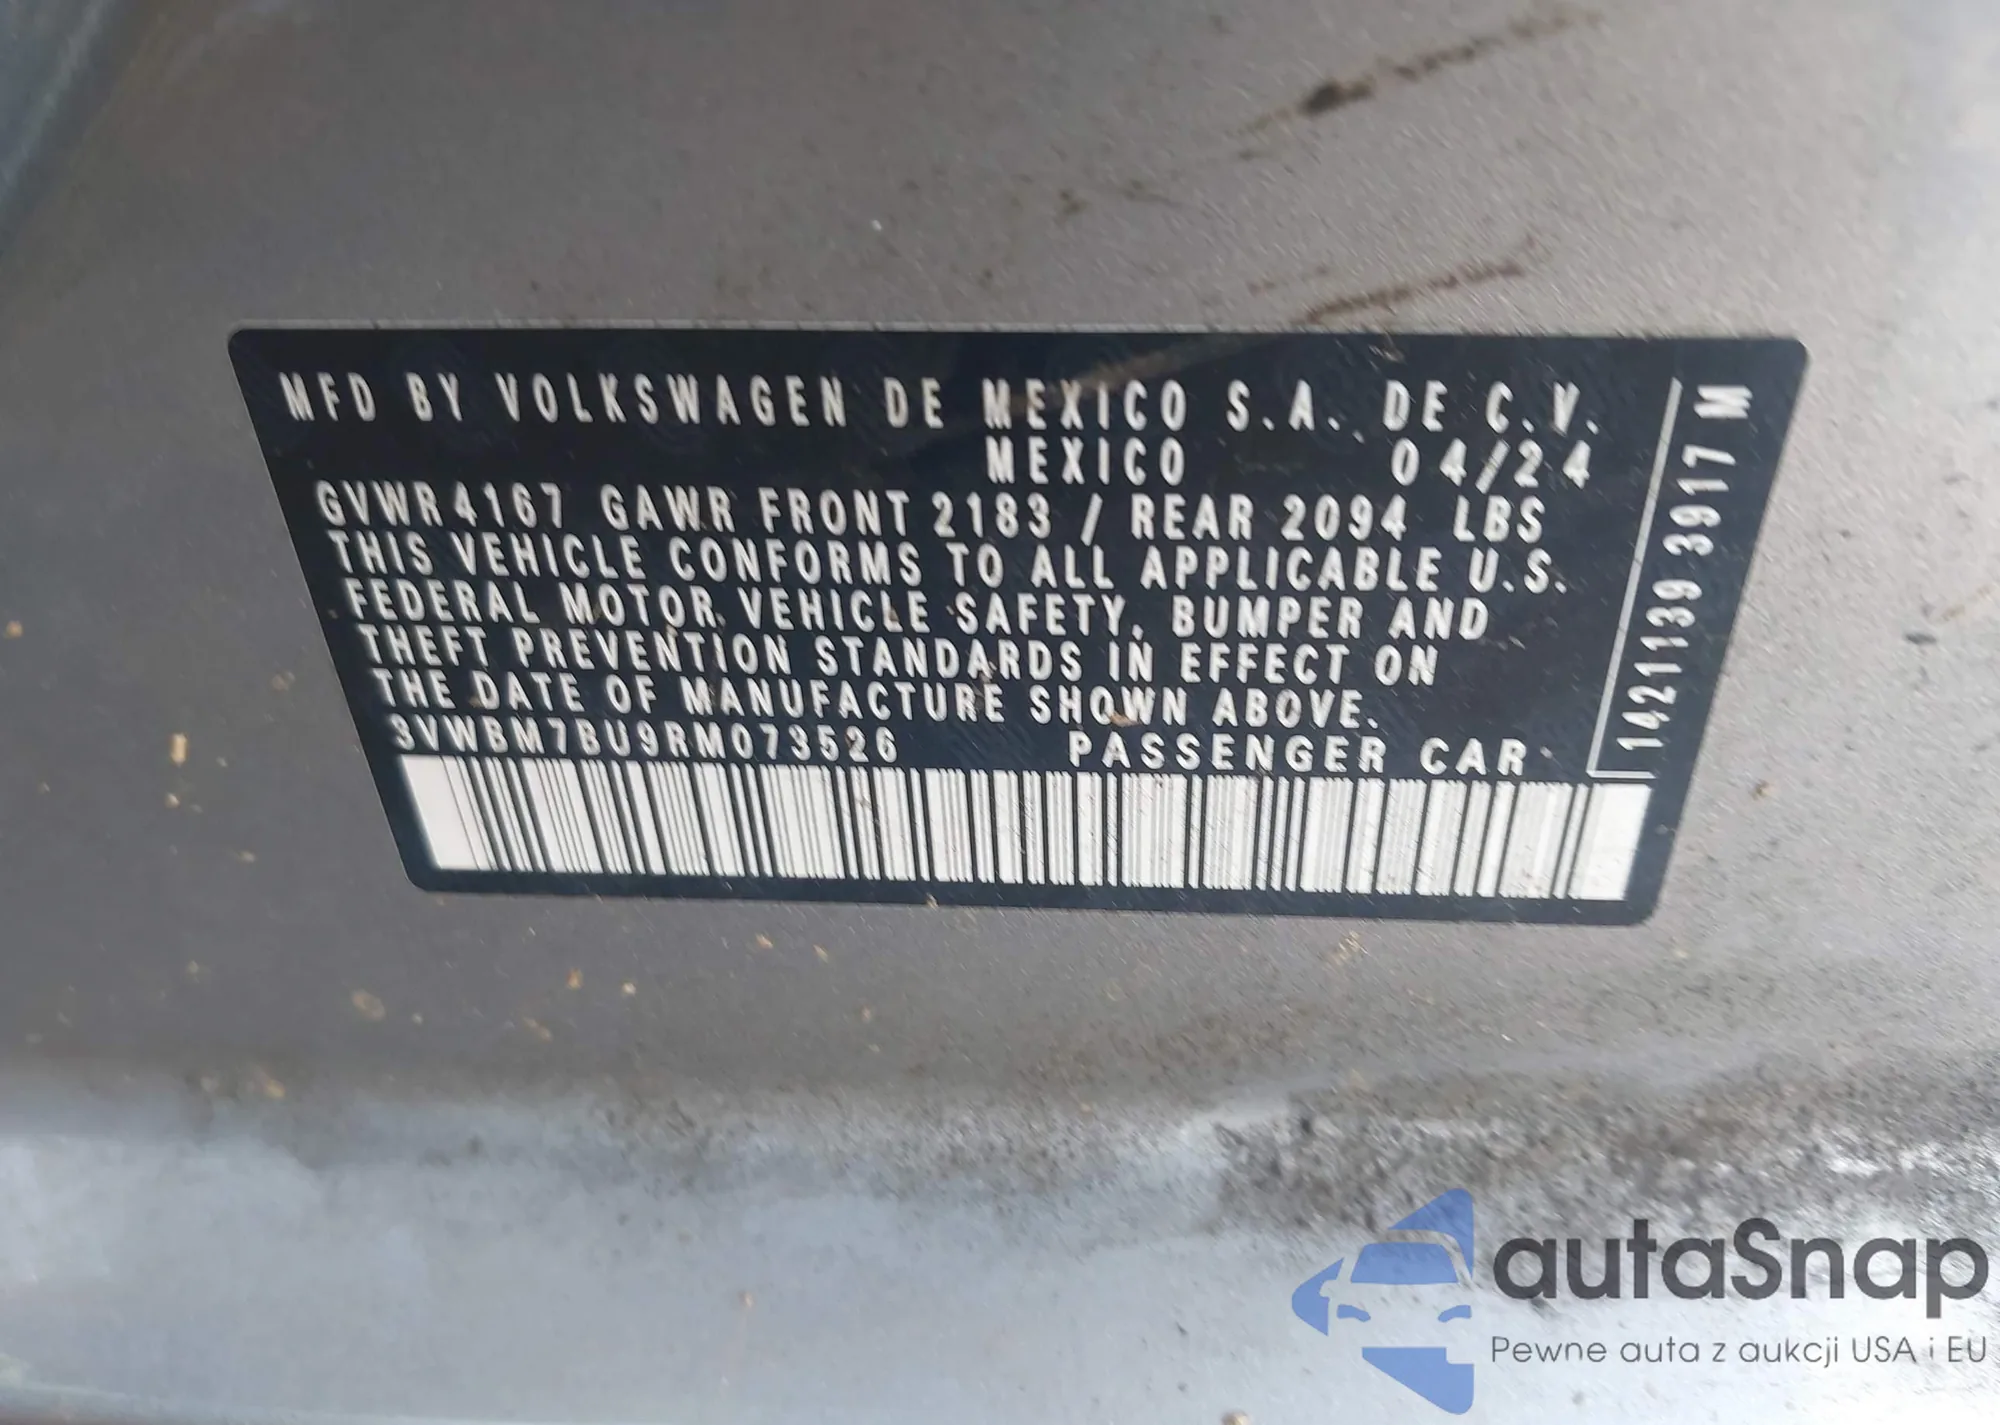 MFD BY VOLKSWAGEN DE MEXICO S.A. DE C.V.
MEXICO 04/24
GVWR 4167 GAWR FRONT 2183 / REAR 2094 LBS
THIS VEHICLE CONFORMS TO ALL APPLICABLE U.S.
FEDERAL MOTOR VEHICLE SAFETY, BUMPER AND
THEFT PREVENTION STANDARDS IN EFFECT ON
THE DATE OF MANUFACTURE SHOWN ABOVE.
3VWBM7BU9RM073526 PASSENGER CAR
1421139 3917 M
autaSnap
Pewne auta z aukcji USA i EU